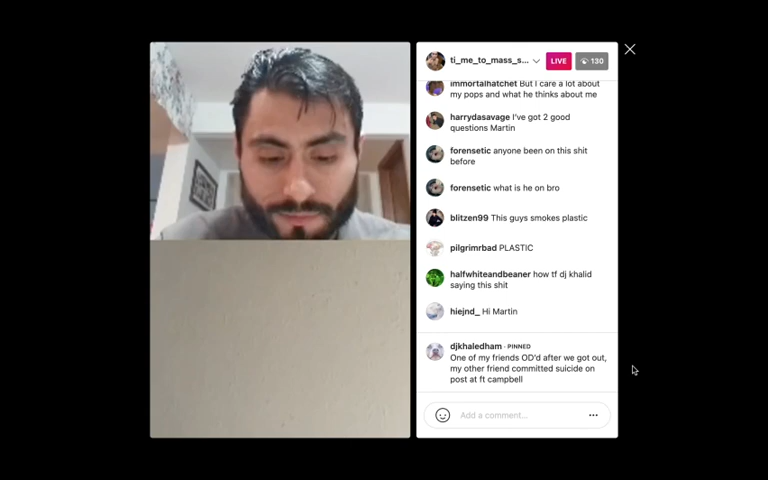 ti_me_to_mass_s...
LIVE
130
immortalhatchet But I care a lot about
my pops and what he thinks about me
harrydasavage I've got 2 good
questions Martin
forensetic anyone been on this shit
before
forensetic what is he on bro
blitzen99 This guys smokes plastic
pilgrimrbad PLASTIC
halfwhiteandbeaner how tf dj khalid
saying this shit
hiejnd_ Hi Martin
djkhaledham · PINNED
One of my friends OD'd after we got out,
my other friend committed suicide on
post at ft campbell
Add a comment...